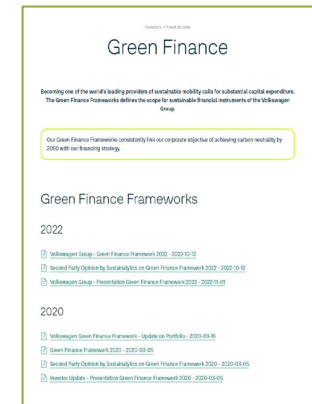 Investors > Fixed Income
Green Finance
Becoming one of the world's leading providers of sustainable mobility calls for substantial capital expenditure.
The Green Finance Frameworks defines the scope for sustainable financial instruments of the Volkswagen
Group.
Our Green Finance Frameworks consistently link our corporate objective of achieving carbon neutrality by
2050 with our financing strategy.
Green Finance Frameworks
2022
Volkswagen Group - Green Finance Framework 2022 - 2022-10-12
Second Party Opinion by Sustainalytics on Green Finance Framework 2022 - 2022-10-12
Volkswagen Group - Presentation Green Finance Framework 2022 - 2022-11-01
2020
Volkswagen Green Finance Framework - Update on Portfolio - 2020-09-16
Green Finance Framework 2020 - 2020-03-05
Second Party Opinion by Sustainalytics on Green Finance Framework 2020 - 2020-03-05
Investor Update - Presentation Green Finance Framework 2020 - 2020-03-05